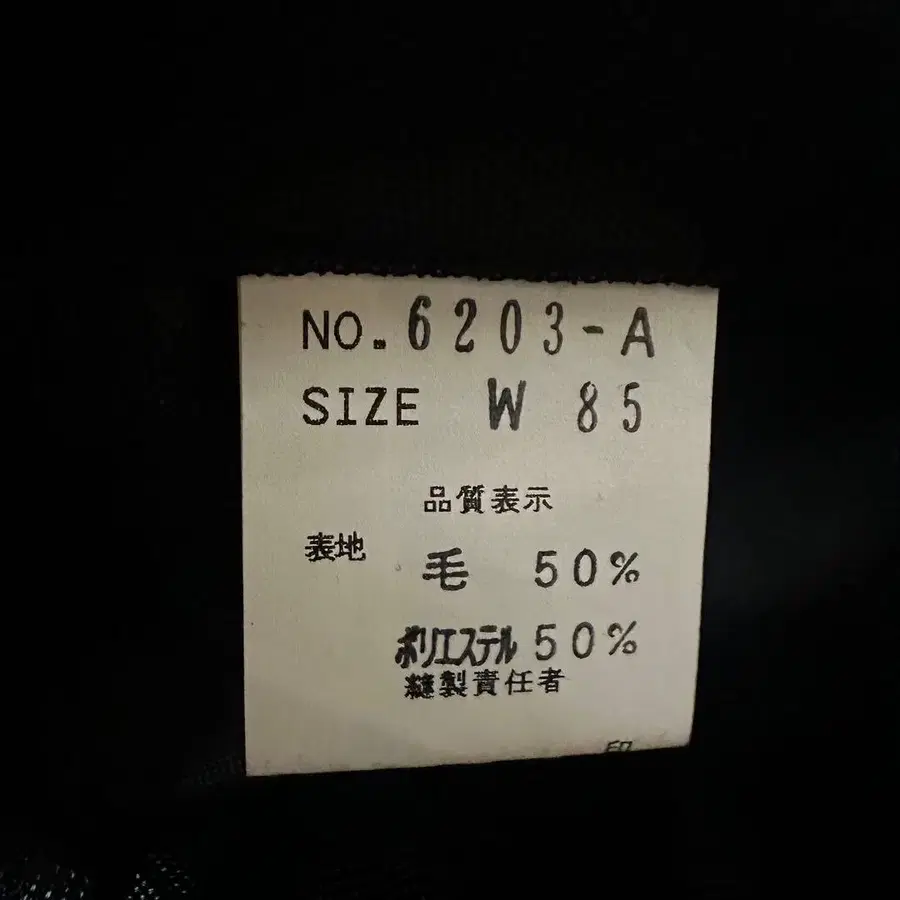 NO. 6203-A
SIZE W 85
品質表示
表地 毛 50%
ポリエステル 50%
縫製責任者
印